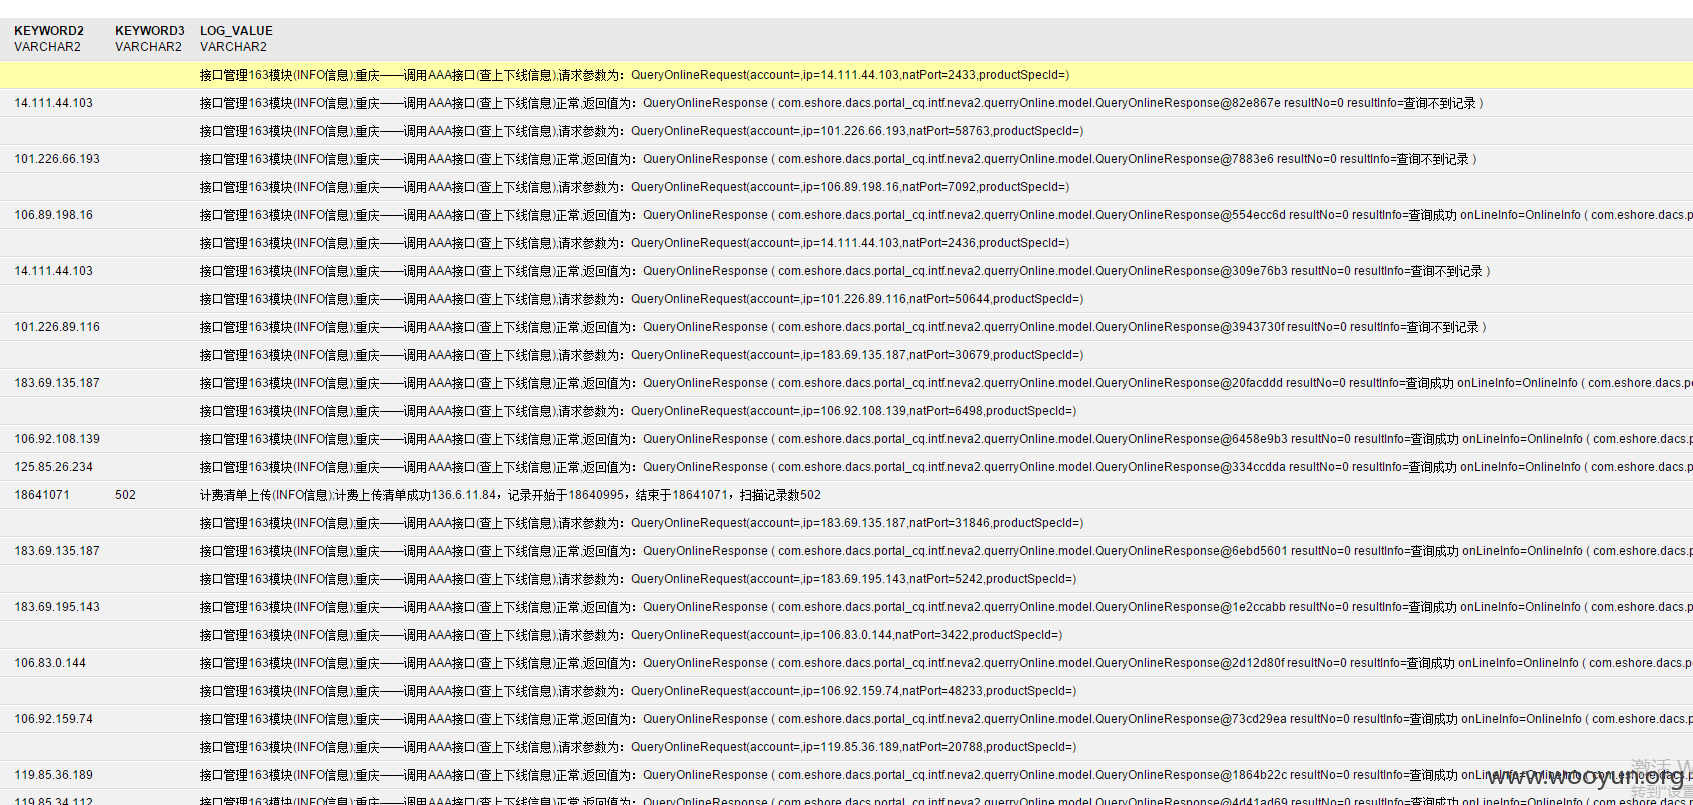 KEYWORD2 KEYWORD3 LOG_VALUE
VARCHAR2 VARCHAR2 VARCHAR2
接口管理163模块(INFO信息);重庆——调用AAA接口(查上下线信息),请求参数为：QueryOnlineRequest(account=,ip=14.111.44.103,natPort=2433,productSpecId=)
14.111.44.103 接口管理163模块(INFO信息);重庆——调用AAA接口(查上下线信息)正常,返回值为：QueryOnlineResponse ( com.eshore.dacs.portal_cq.intf.neva2.querryOnline.model.QueryOnlineResponse@82e867e resultNo=0 resultInfo=查询不到记录 )
接口管理163模块(INFO信息);重庆——调用AAA接口(查上下线信息),请求参数为：QueryOnlineRequest(account=,ip=101.226.66.193,natPort=58763,productSpecId=)
101.226.66.193 接口管理163模块(INFO信息);重庆——调用AAA接口(查上下线信息)正常,返回值为：QueryOnlineResponse ( com.eshore.dacs.portal_cq.intf.neva2.querryOnline.model.QueryOnlineResponse@7883e6 resultNo=0 resultInfo=查询不到记录 )
接口管理163模块(INFO信息);重庆——调用AAA接口(查上下线信息),请求参数为：QueryOnlineRequest(account=,ip=106.89.198.16,natPort=7092,productSpecId=)
106.89.198.16 接口管理163模块(INFO信息);重庆——调用AAA接口(查上下线信息)正常,返回值为：QueryOnlineResponse ( com.eshore.dacs.portal_cq.intf.neva2.querryOnline.model.QueryOnlineResponse@554ecc6d resultNo=0 resultInfo=查询成功 onLineInfo=OnlineInfo ( com.eshore.dacs.p
接口管理163模块(INFO信息);重庆——调用AAA接口(查上下线信息),请求参数为：QueryOnlineRequest(account=,ip=14.111.44.103,natPort=2436,productSpecId=)
14.111.44.103 接口管理163模块(INFO信息);重庆——调用AAA接口(查上下线信息)正常,返回值为：QueryOnlineResponse ( com.eshore.dacs.portal_cq.intf.neva2.querryOnline.model.QueryOnlineResponse@309e76b3 resultNo=0 resultInfo=查询不到记录 )
接口管理163模块(INFO信息);重庆——调用AAA接口(查上下线信息),请求参数为：QueryOnlineRequest(account=,ip=101.226.89.116,natPort=50644,productSpecId=)
101.226.89.116 接口管理163模块(INFO信息);重庆——调用AAA接口(查上下线信息)正常,返回值为：QueryOnlineResponse ( com.eshore.dacs.portal_cq.intf.neva2.querryOnline.model.QueryOnlineResponse@3943730f resultNo=0 resultInfo=查询不到记录 )
接口管理163模块(INFO信息);重庆——调用AAA接口(查上下线信息),请求参数为：QueryOnlineRequest(account=,ip=183.69.135.187,natPort=30679,productSpecId=)
183.69.135.187 接口管理163模块(INFO信息);重庆——调用AAA接口(查上下线信息)正常,返回值为：QueryOnlineResponse ( com.eshore.dacs.portal_cq.intf.neva2.querryOnline.model.QueryOnlineResponse@20facddd resultNo=0 resultInfo=查询成功 onLineInfo=OnlineInfo ( com.eshore.dacs.p
接口管理163模块(INFO信息);重庆——调用AAA接口(查上下线信息),请求参数为：QueryOnlineRequest(account=,ip=106.92.108.139,natPort=6498,productSpecId=)
106.92.108.139 接口管理163模块(INFO信息);重庆——调用AAA接口(查上下线信息)正常,返回值为：QueryOnlineResponse ( com.eshore.dacs.portal_cq.intf.neva2.querryOnline.model.QueryOnlineResponse@6458e9b3 resultNo=0 resultInfo=查询成功 onLineInfo=OnlineInfo ( com.eshore.dacs.p
125.85.26.234 接口管理163模块(INFO信息);重庆——调用AAA接口(查上下线信息)正常,返回值为：QueryOnlineResponse ( com.eshore.dacs.portal_cq.intf.neva2.querryOnline.model.QueryOnlineResponse@334ccdda resultNo=0 resultInfo=查询成功 onLineInfo=OnlineInfo ( com.eshore.dacs.p
18641071 502 计费清单上传(INFO信息);计费上传清单成功136.6.11.84，记录开始于18640995，结束于18641071，扫描记录数502
接口管理163模块(INFO信息);重庆——调用AAA接口(查上下线信息),请求参数为：QueryOnlineRequest(account=,ip=183.69.135.187,natPort=31846,productSpecId=)
183.69.135.187 接口管理163模块(INFO信息);重庆——调用AAA接口(查上下线信息)正常,返回值为：QueryOnlineResponse ( com.eshore.dacs.portal_cq.intf.neva2.querryOnline.model.QueryOnlineResponse@6ebd5601 resultNo=0 resultInfo=查询成功 onLineInfo=OnlineInfo ( com.eshore.dacs.p
接口管理163模块(INFO信息);重庆——调用AAA接口(查上下线信息),请求参数为：QueryOnlineRequest(account=,ip=183.69.195.143,natPort=5242,productSpecId=)
183.69.195.143 接口管理163模块(INFO信息);重庆——调用AAA接口(查上下线信息)正常,返回值为：QueryOnlineResponse ( com.eshore.dacs.portal_cq.intf.neva2.querryOnline.model.QueryOnlineResponse@1e2ccabb resultNo=0 resultInfo=查询成功 onLineInfo=OnlineInfo ( com.eshore.dacs.p
接口管理163模块(INFO信息);重庆——调用AAA接口(查上下线信息),请求参数为：QueryOnlineRequest(account=,ip=106.83.0.144,natPort=3422,productSpecId=)
106.83.0.144 接口管理163模块(INFO信息);重庆——调用AAA接口(查上下线信息)正常,返回值为：QueryOnlineResponse ( com.eshore.dacs.portal_cq.intf.neva2.querryOnline.model.QueryOnlineResponse@2d12d80f resultNo=0 resultInfo=查询成功 onLineInfo=OnlineInfo ( com.eshore.dacs.p
接口管理163模块(INFO信息);重庆——调用AAA接口(查上下线信息),请求参数为：QueryOnlineRequest(account=,ip=106.92.159.74,natPort=48233,productSpecId=)
106.92.159.74 接口管理163模块(INFO信息);重庆——调用AAA接口(查上下线信息)正常,返回值为：QueryOnlineResponse ( com.eshore.dacs.portal_cq.intf.neva2.querryOnline.model.QueryOnlineResponse@73cd29ea resultNo=0 resultInfo=查询成功 onLineInfo=OnlineInfo ( com.eshore.dacs.p
接口管理163模块(INFO信息);重庆——调用AAA接口(查上下线信息),请求参数为：QueryOnlineRequest(account=,ip=119.85.36.189,natPort=20788,productSpecId=)
119.85.36.189 接口管理163模块(INFO信息);重庆——调用AAA接口(查上下线信息)正常,返回值为：QueryOnlineResponse ( com.eshore.dacs.portal_cq.intf.neva2.querryOnline.model.QueryOnlineResponse@1864b22c resultNo=0 resultInfo=查询成功
激活 W
www.wooyun.org
转到"设置
119.85.34.112 接口管理163模块(INFO信息);重庆——调用AAA接口(查上下线信息)正常,返回值为：QueryOnlineResponse ( com.eshore.dacs.portal_cq.intf.neva2.querryOnline.model.QueryOnlineResponse@4d41ad69 resultNo=0 resultInfo=查询成功